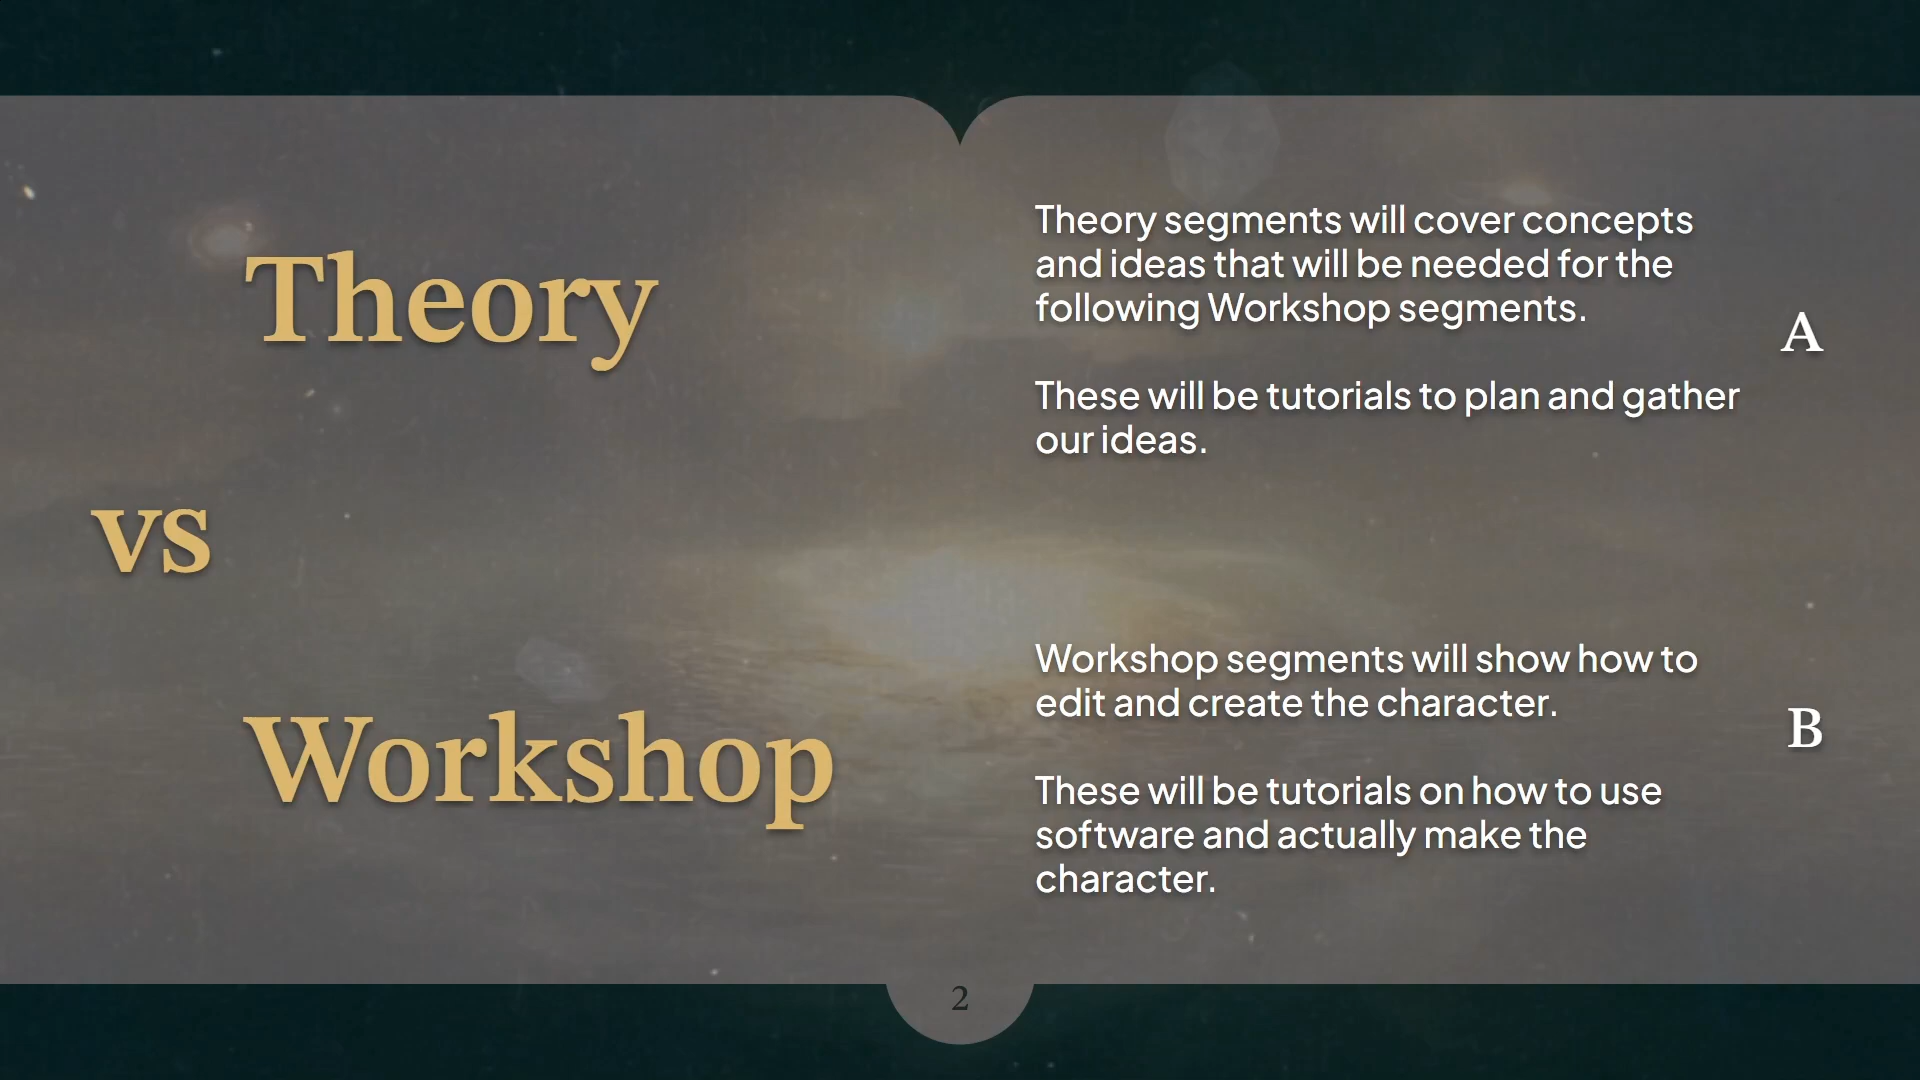 Theory
vs
Workshop
Theory segments will cover concepts
and ideas that will be needed for the
following Workshop segments.
These will be tutorials to plan and gather
our ideas.
A
Workshop segments will show how to
edit and create the character.
These will be tutorials on how to use
software and actually make the
character.
B
2